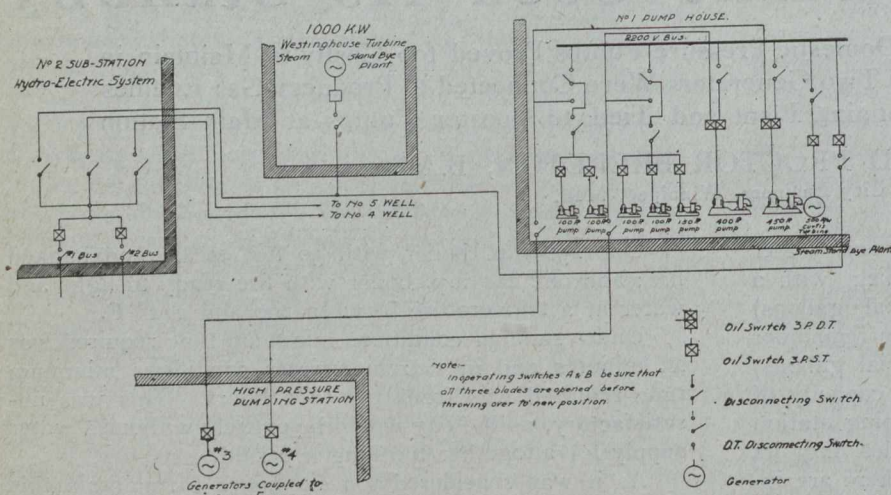 1000 K.W
Westinghouse Turbine
Steam Stand Bye
Plant
No 1 PUMP HOUSE.
2200 V Bus.
No 2 SUB-STATION
Hydro-Electric System
#1 Bus
#2 Bus
To No. 5 WELL
To No. 4 WELL
100 #
pump
100 #
pump
100 #
pump
100 #
pump
150 #
pump
400 #
pump
450 #
pump
Curtis
Turbine
Steam Stand Bye Plant
HIGH PRESSURE
PUMPING STATION
#3
#4
Generators Coupled to
Note:-
In operating switches A & B be sure that
all three blades are opened before
throwing over to new position
Oil Switch 3.P.D.T.
Oil Switch 3.P.S.T.
Disconnecting Switch
D.T. Disconnecting Switch.
Generator